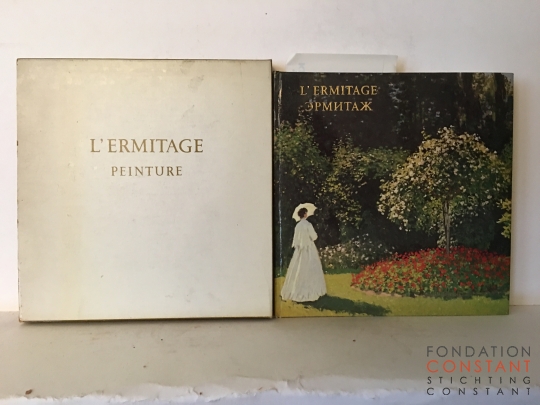 L'ERMITAGE
PEINTURE
L'ERMITAGE
ЭРМИТАЖ
FONDATION
CONSTANT
STICHTING
CONSTANT